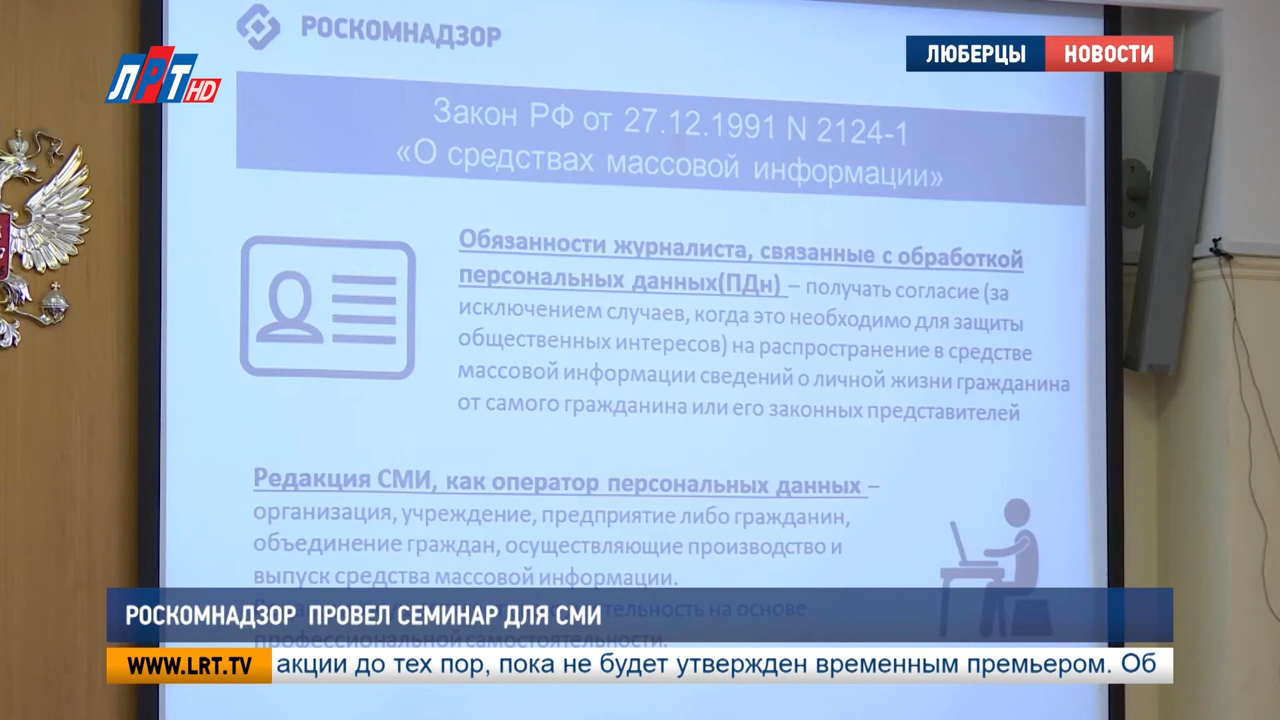 РОСКОМНАДЗОР
ЛРТ HD
ЛЮБЕРЦЫ НОВОСТИ
Закон РФ от 27.12.1991 N 2124-1
«О средствах массовой информации»
Обязанности журналиста, связанные с обработкой
персональных данных(ПДн) – получать согласие (за
исключением случаев, когда это необходимо для защиты
общественных интересов) на распространение в средстве
массовой информации сведений о личной жизни гражданина
от самого гражданина или его законных представителей
Редакция СМИ, как оператор персональных данных –
организация, учреждение, предприятие либо гражданин,
объединение граждан, осуществляющие производство и
выпуск средства массовой информации.
на основе
профессиональной самостоятельности.
РОСКОМНАДЗОР ПРОВЕЛ СЕМИНАР ДЛЯ СМИ
WWW.LRT.TV акции до тех пор, пока не будет утвержден временным премьером. Об